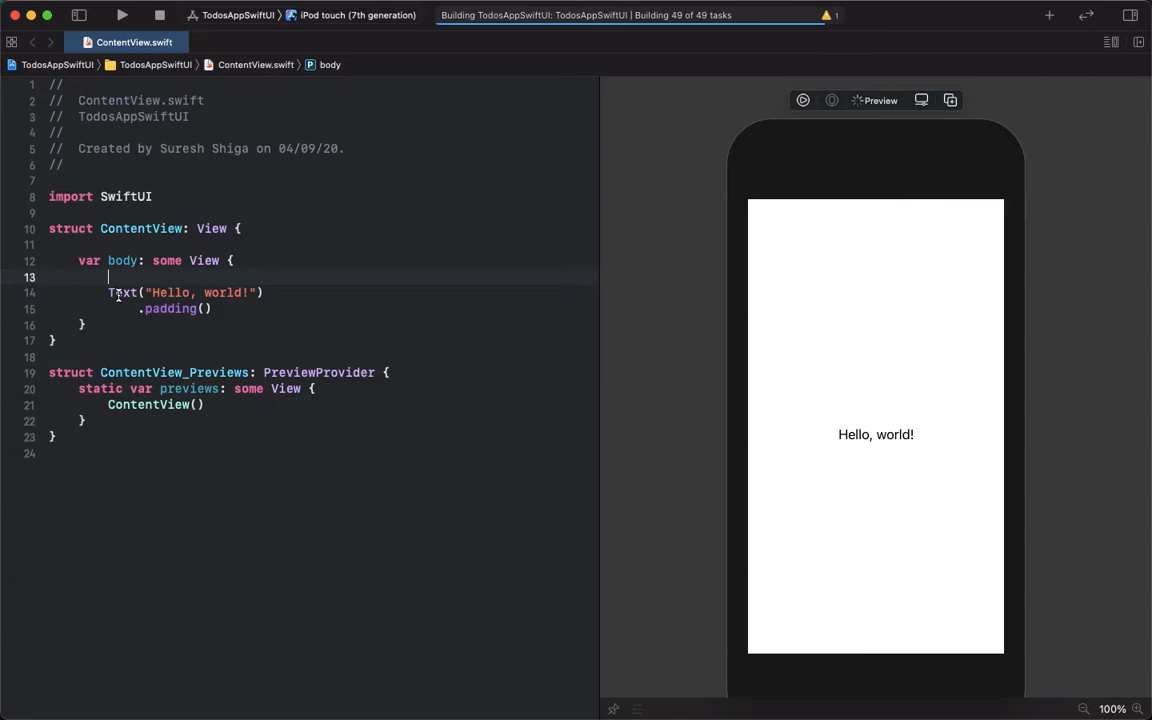 TodosAppSwiftUI 〉 iPod touch (7th generation)
Building TodosAppSwiftUI: TodosAppSwiftUI | Building 49 of 49 tasks
1
ContentView.swift
TodosAppSwiftUI 〉 TodosAppSwiftUI 〉 ContentView.swift 〉 P body
1 //
2 //  ContentView.swift
3 //  TodosAppSwiftUI
4 //
5 //  Created by Suresh Shiga on 04/09/20.
6 //
7
8 import SwiftUI
9
10 struct ContentView: View {
11
12     var body: some View {
13
14         Text("Hello, world!")
15             .padding()
16     }
17 }
18
19 struct ContentView_Previews: PreviewProvider {
20     static var previews: some View {
21         ContentView()
22     }
23 }
24
Preview
Hello, world!
100%